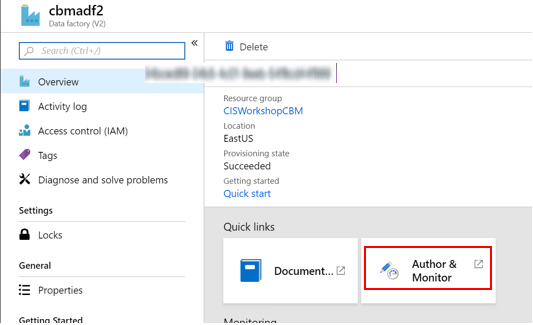 cbmadf2
Data factory (V2)
Search (Ctrl+/)
«
Delete
Overview
Activity log
Access control (IAM)
Tags
Diagnose and solve problems
Settings
Locks
General
Properties
Getting Started
Resource group
CISWorkshopCBM
Location
EastUS
Provisioning state
Succeeded
Getting started
Quick start
Quick links
Document...
Author &
Monitor
Monitoring